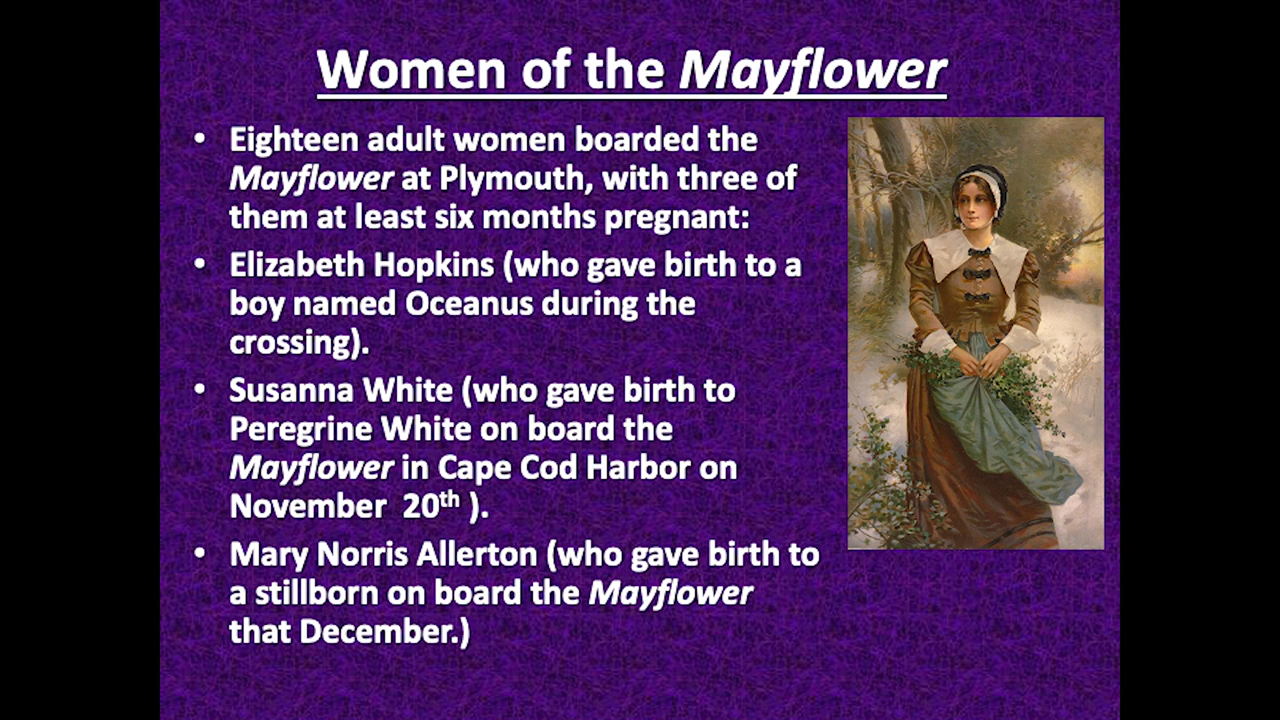 Women of the Mayflower
• Eighteen adult women boarded the
Mayflower at Plymouth, with three of
them at least six months pregnant:
• Elizabeth Hopkins (who gave birth to a
boy named Oceanus during the
crossing).
• Susanna White (who gave birth to
Peregrine White on board the
Mayflower in Cape Cod Harbor on
November  20th ).
• Mary Norris Allerton (who gave birth to
a stillborn on board the Mayflower
that December.)